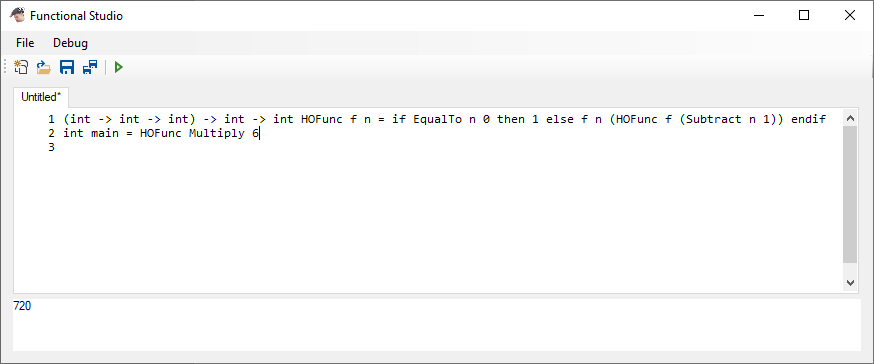 Functional Studio
File Debug
Untitled*
1 (int -> int -> int) -> int -> int HOFunc f n = if EqualTo n 0 then 1 else f n (HOFunc f (Subtract n 1)) endif
2 int main = HOFunc Multiply 6
3
720